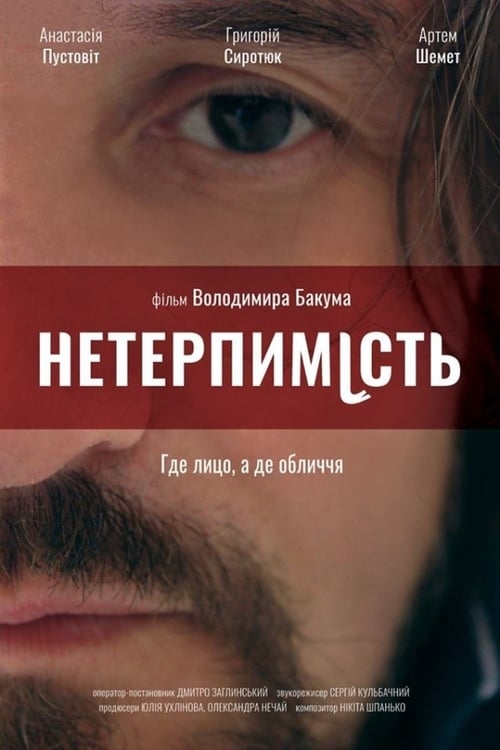 Анастасія Пустовіт
Григорій Сиротюк
Артем Шемет
фільм Володимира Бакума
НЕТЕРПИМІСТЬ
Где лицо, а де обличчя
оператор-постановник ДМИТРО ЗАГЛИНСЬКИЙ звукорежисер СЕРГІЙ КУЛЬБАЧНИЙ
продюсери ЮЛІЯ УХЛІНОВА, ОЛЕКСАНДРА НЕЧАЙ композитор НІКІТА ШПАНЬКО